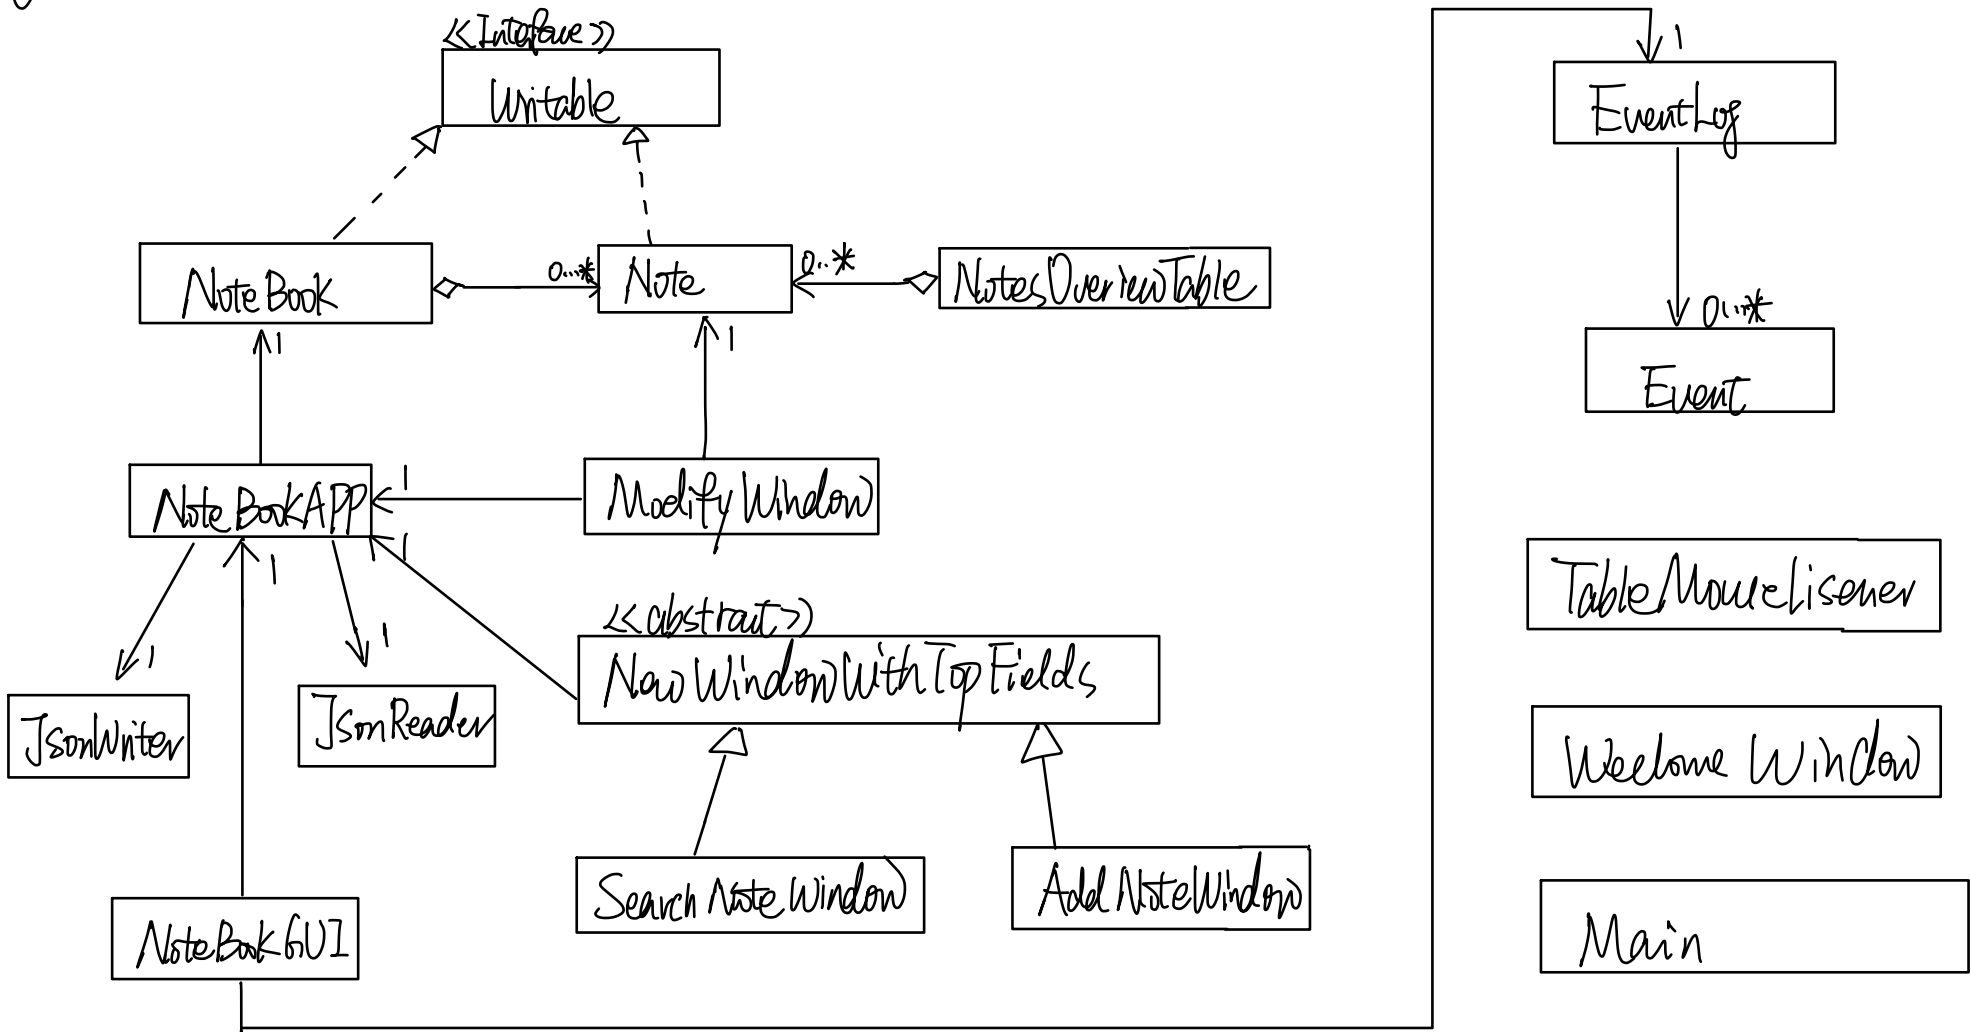 <<Interface>>
Writable
1
EventLog
NoteBook
0...*
Note
0..*
NotesOverviewTable
0...*
Event
1
1
NoteBookAPP
1
ModifyWindow
1
1
TableMouseLisener
<<abstract>>
NewWindowWithTopFields
1
1
JsonWriter
JsonReader
Welcome Window
SearchNoteWindow
AddNoteWindow
NoteBookGUI
Main